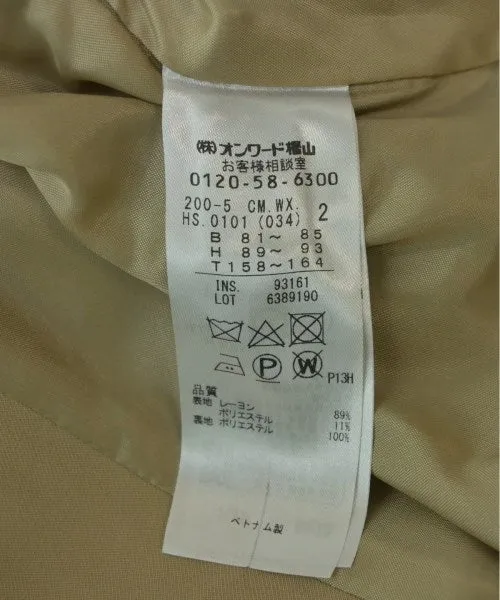 (株)オンワード樫山
お客様相談室
0120-58-6300
200-5 CM.WX.
HS.0101 (034) 2
B 81~ 85
H 89~ 93
T 158~164
INS. 93161
LOT 6389190
P W P13H
品質
表地 レーヨン 89%
ポリエステル 11%
裏地 ポリエステル 100%
ベトナム製